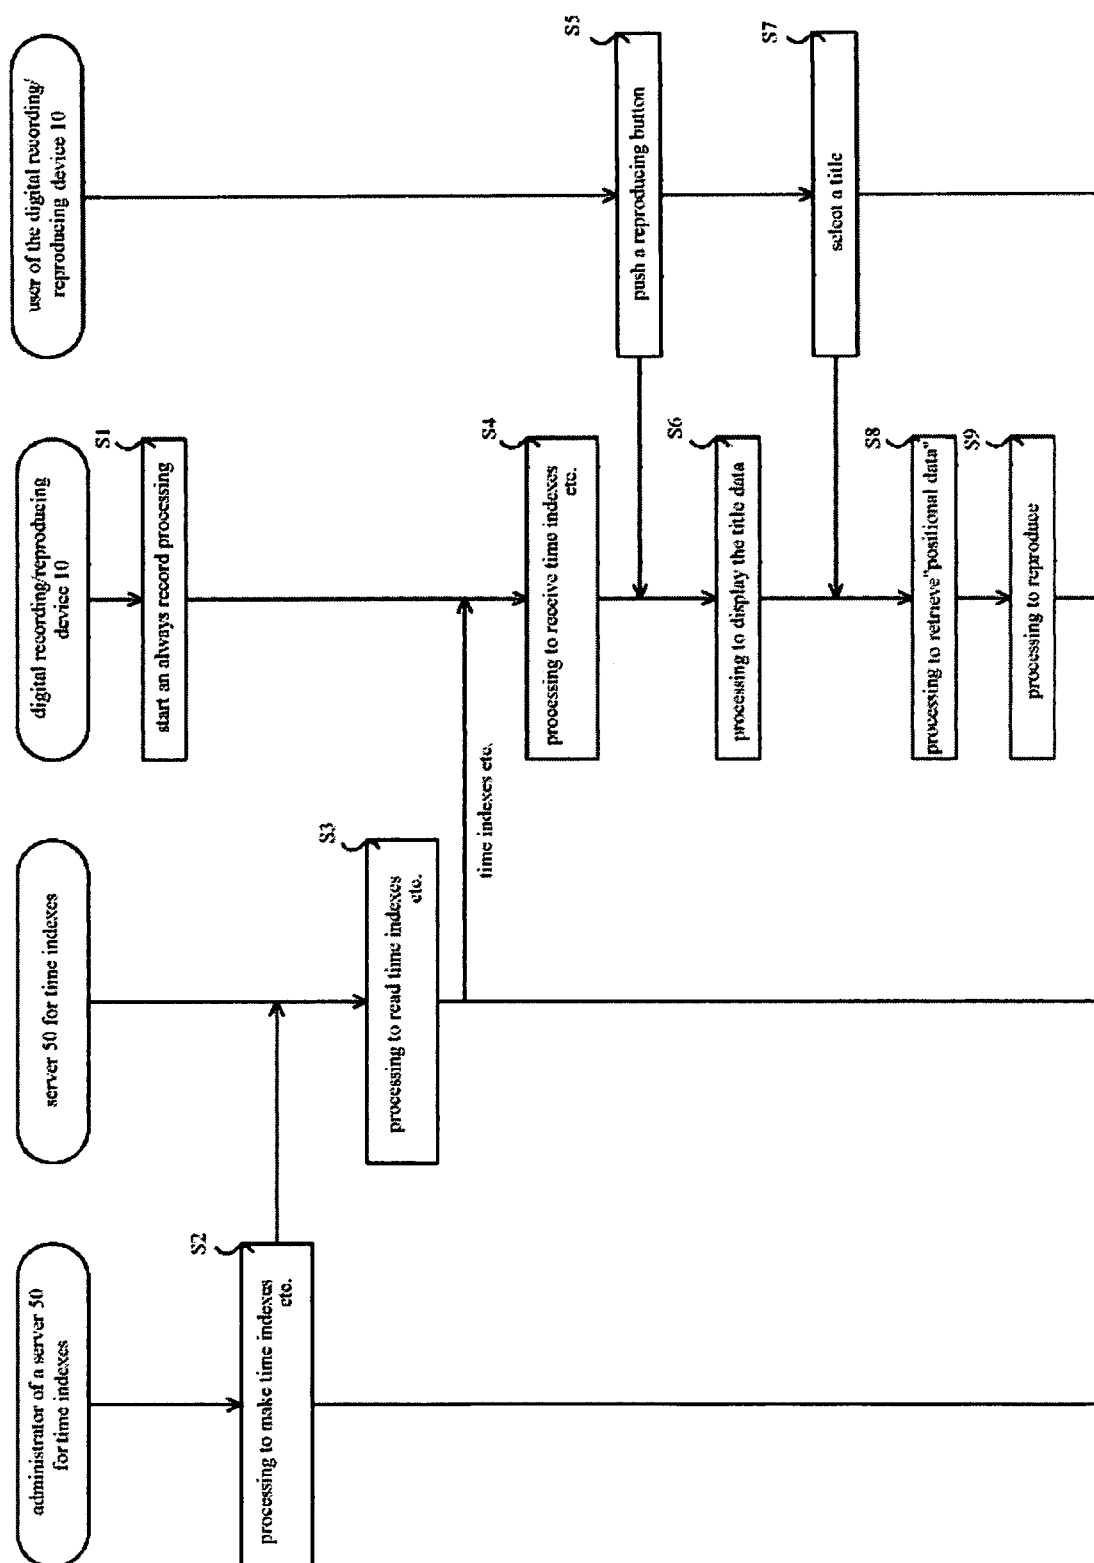 administrator of a server 50
for time indexes
server 50 for time indexes
digital recording/reproducing
device 10
user of the digital recording/
reproducing device 10
S1
start an always record processing
S2
processing to make time indexes
etc.
S3
processing to read time indexes
etc.
time indexes etc.
S4
processing to receive time indexes
etc.
S5
push a reproducing button
S6
processing to display the title data
S7
select a title
S8
processing to retrieve"positional data"
S9
processing to reproduce